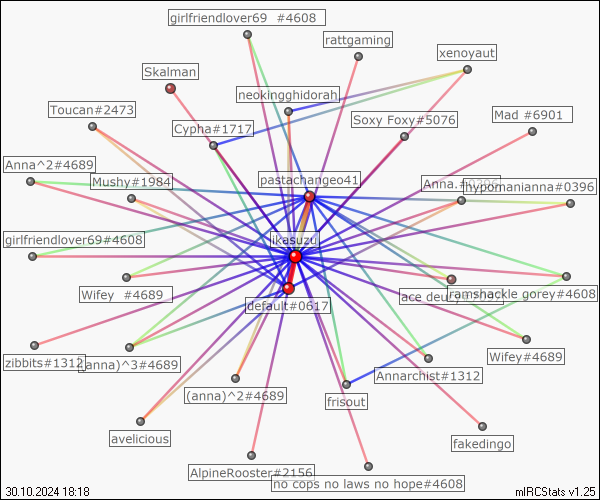 girlfriendlover69 #4608
rattgaming
xenoyaut
Skalman
neokingghidorah
Toucan#2473
Soxy Foxy#5076
Mad #6901
Cypha#1717
Anna^2#4689
Mushy#1984
pastachangeo41
Anna.
hypomanianna#0396
girlfriendlover69#4608
ikasuzu
Wifey #4689
default#0617
ace
ramshackle gorey#4608
zibbits#1312
(anna)^3#4689
Annarchist#1312
Wifey#4689
(anna)^2#4689
frisout
avelicious
fakedingo
AlpineRooster#2156
no cops no laws no hope#4608
30.10.2024 18:18
mIRCStats v1.25